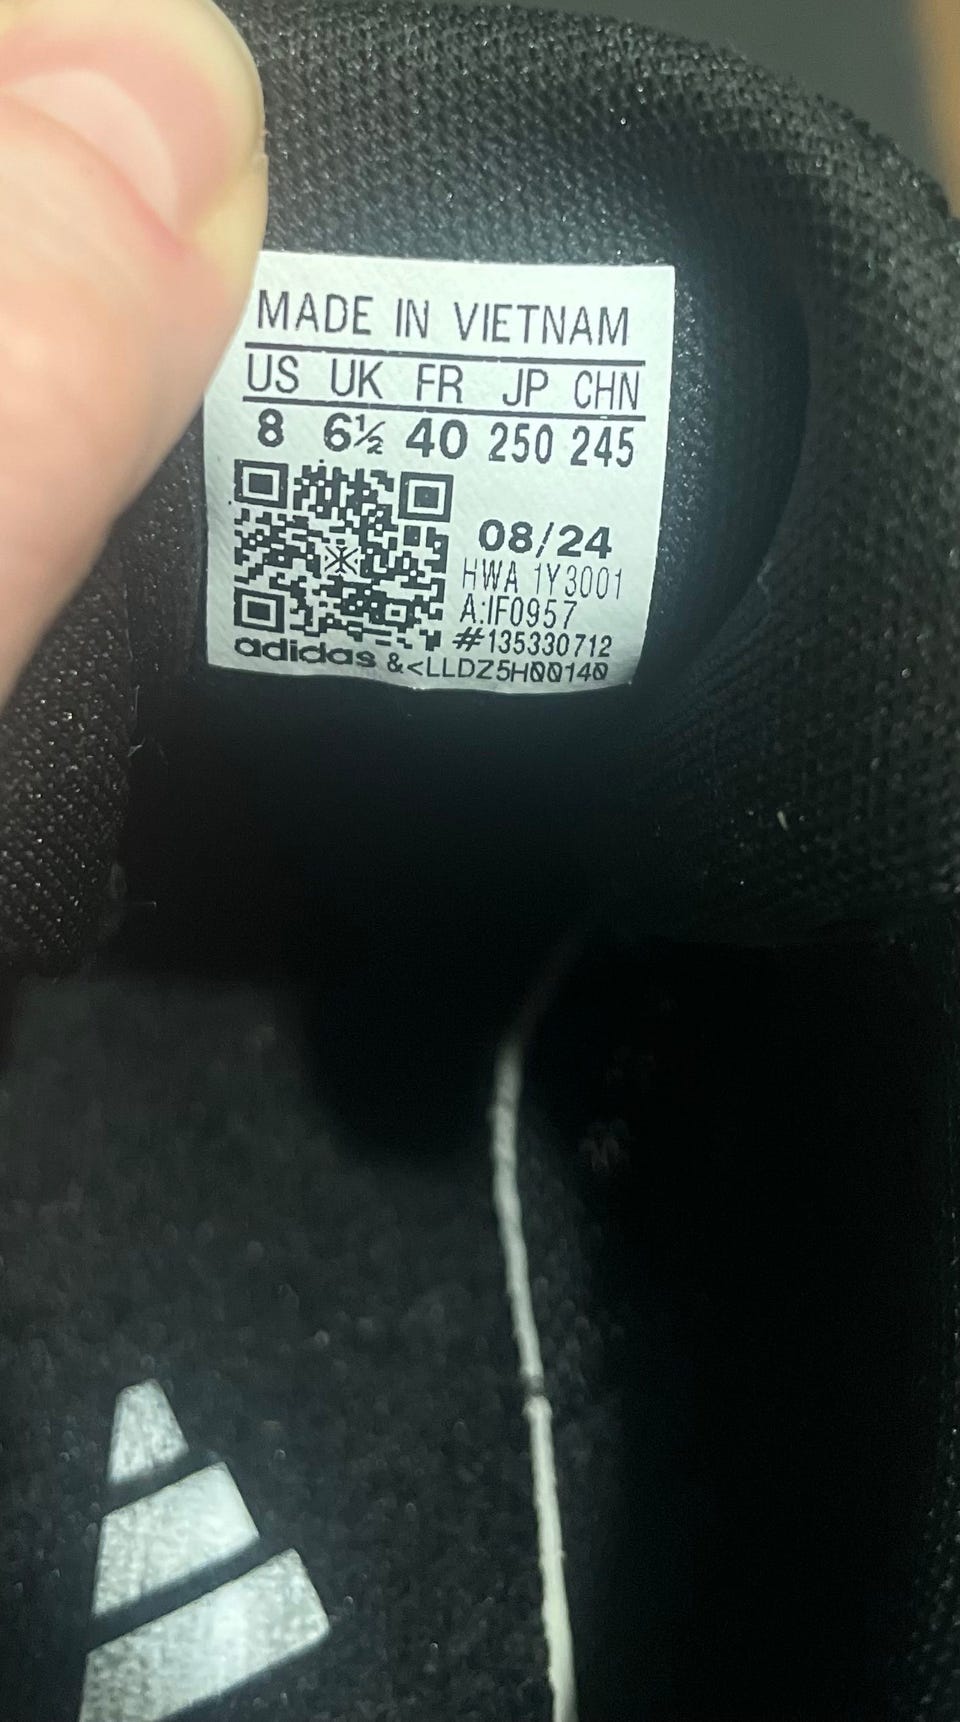 MADE IN VIETNAM
US UK FR JP CHN
8 6½ 40 250 245
08/24
HWA 1Y3001
A:IF0957
#135330712
adidas &<LLDZ5H00140